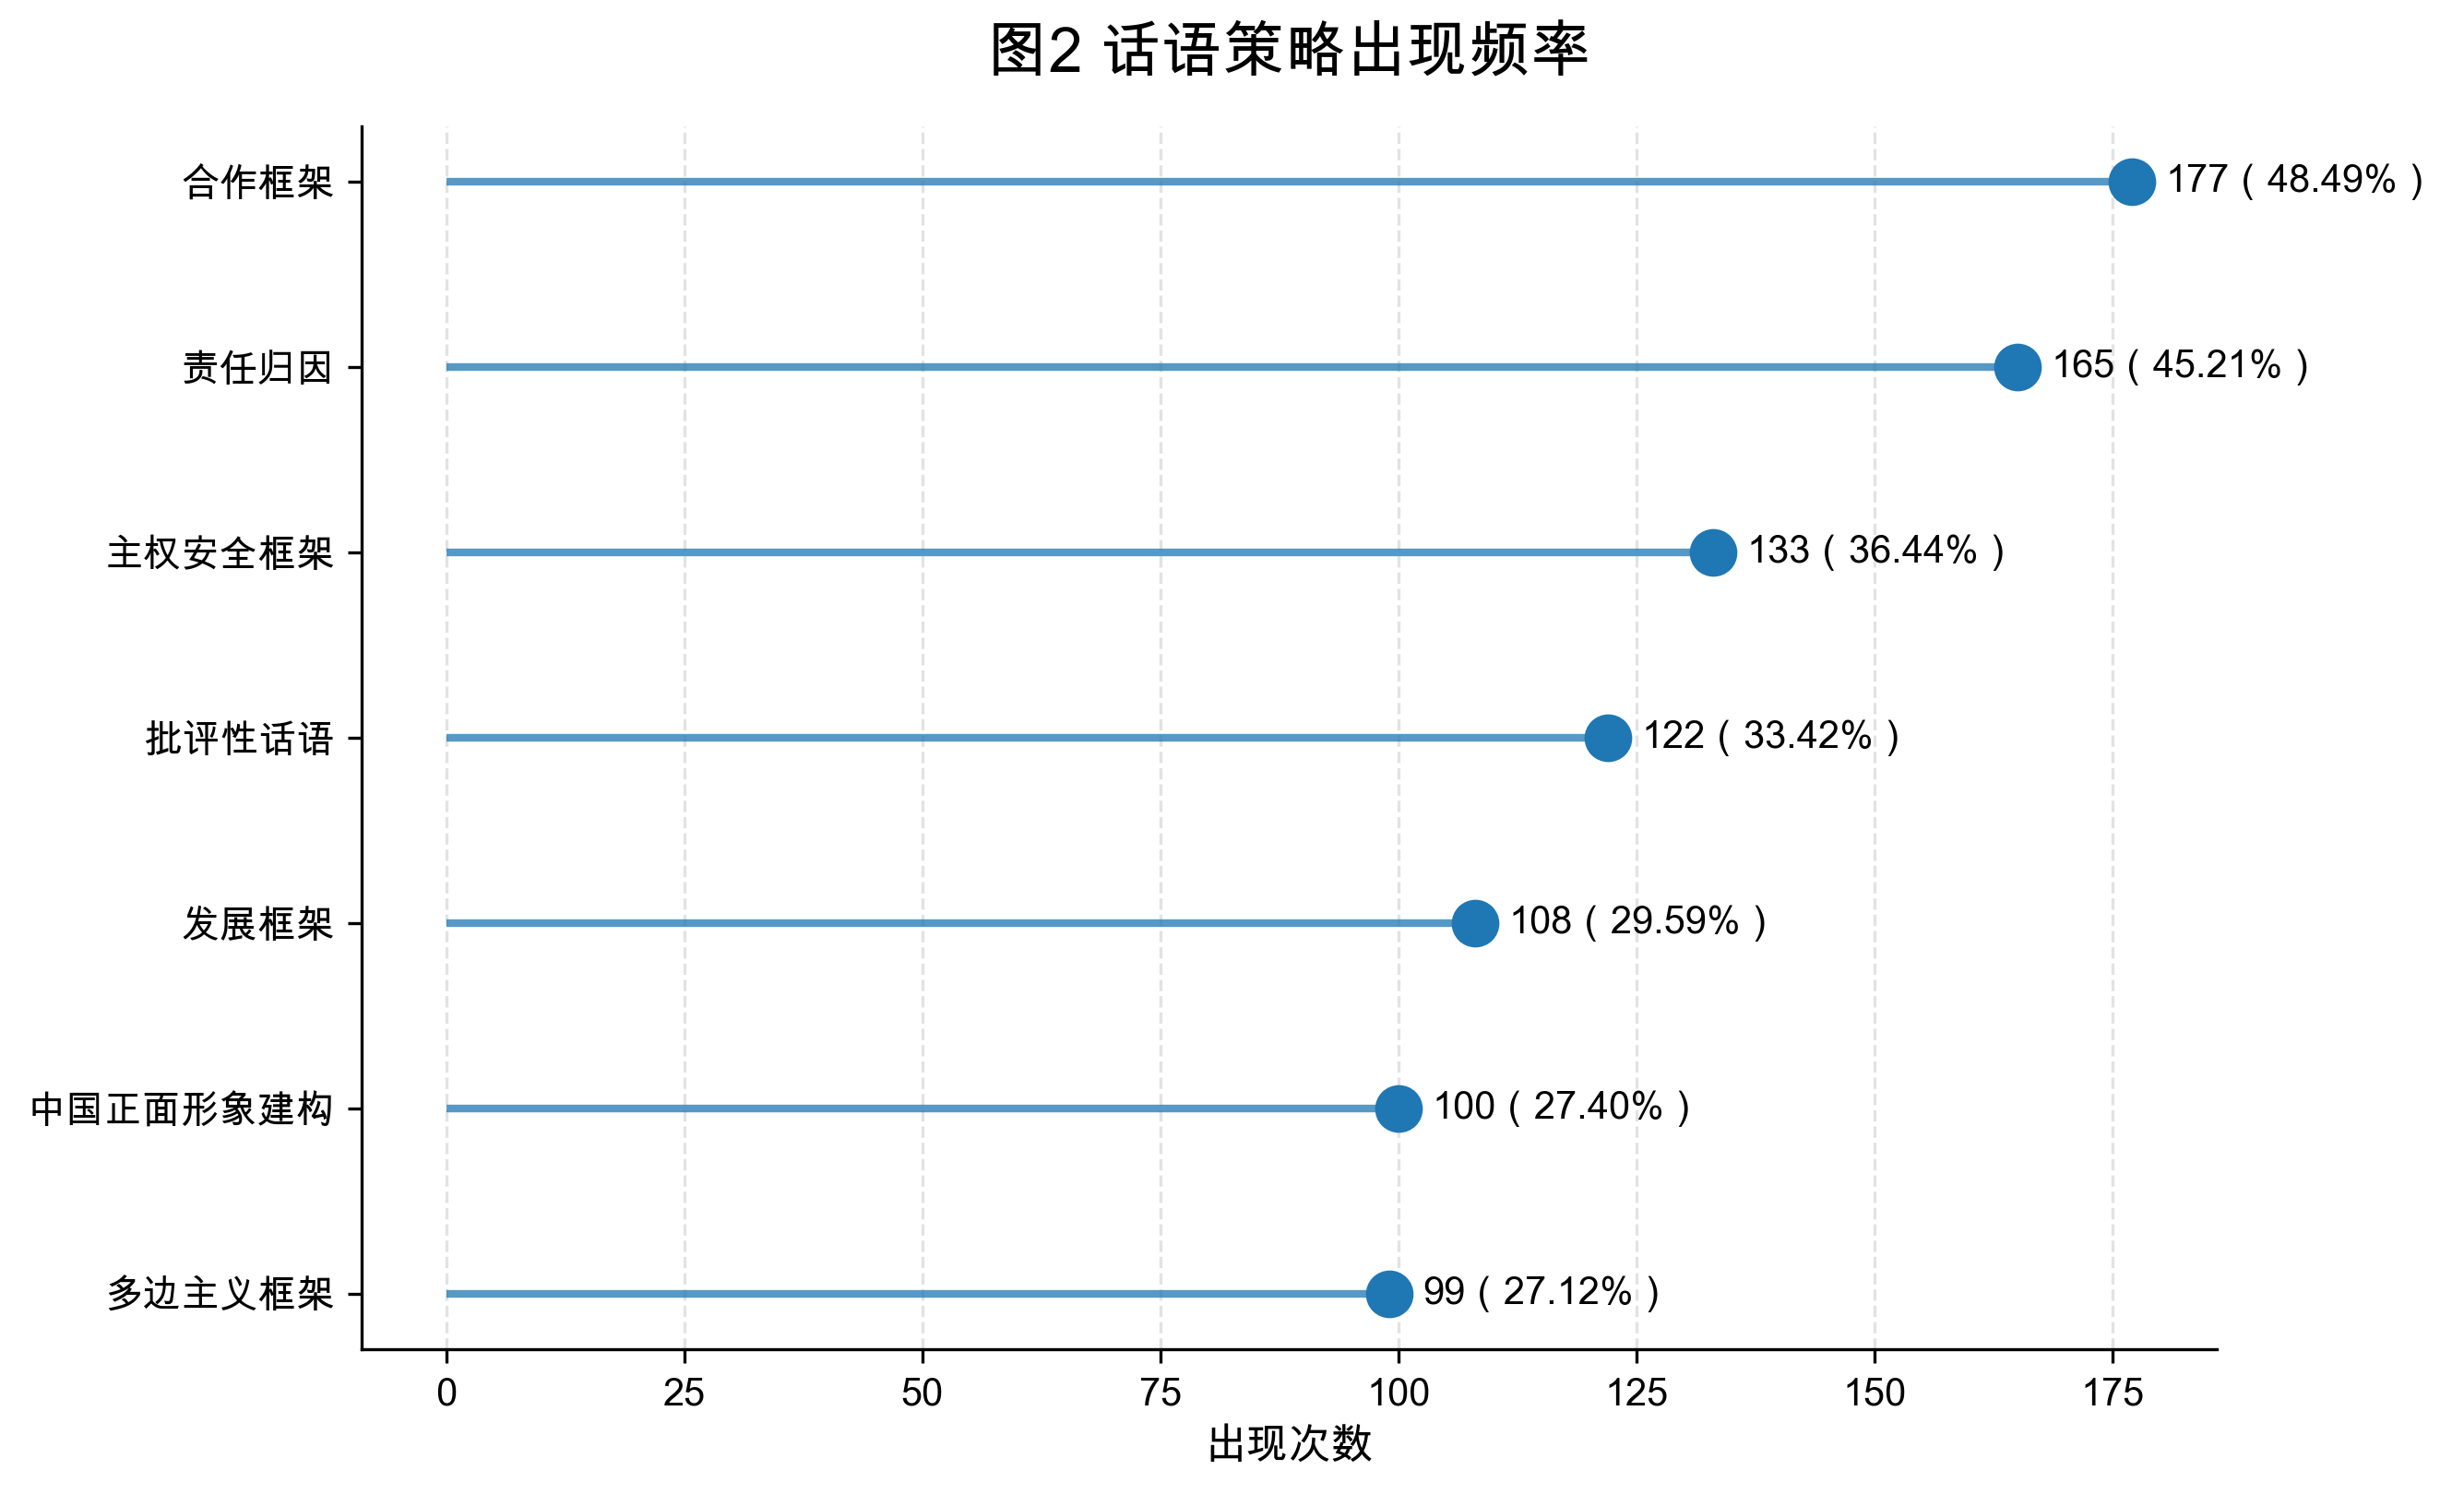 图2 话语策略出现频率
合作框架 177（48.49%）
责任归因 165（45.21%）
主权安全框架 133（36.44%）
批评性话语 122（33.42%）
发展框架 108（29.59%）
中国正面形象建构 100（27.40%）
多边主义框架 99（27.12%）
0 25 50 75 100 125 150 175
出现次数